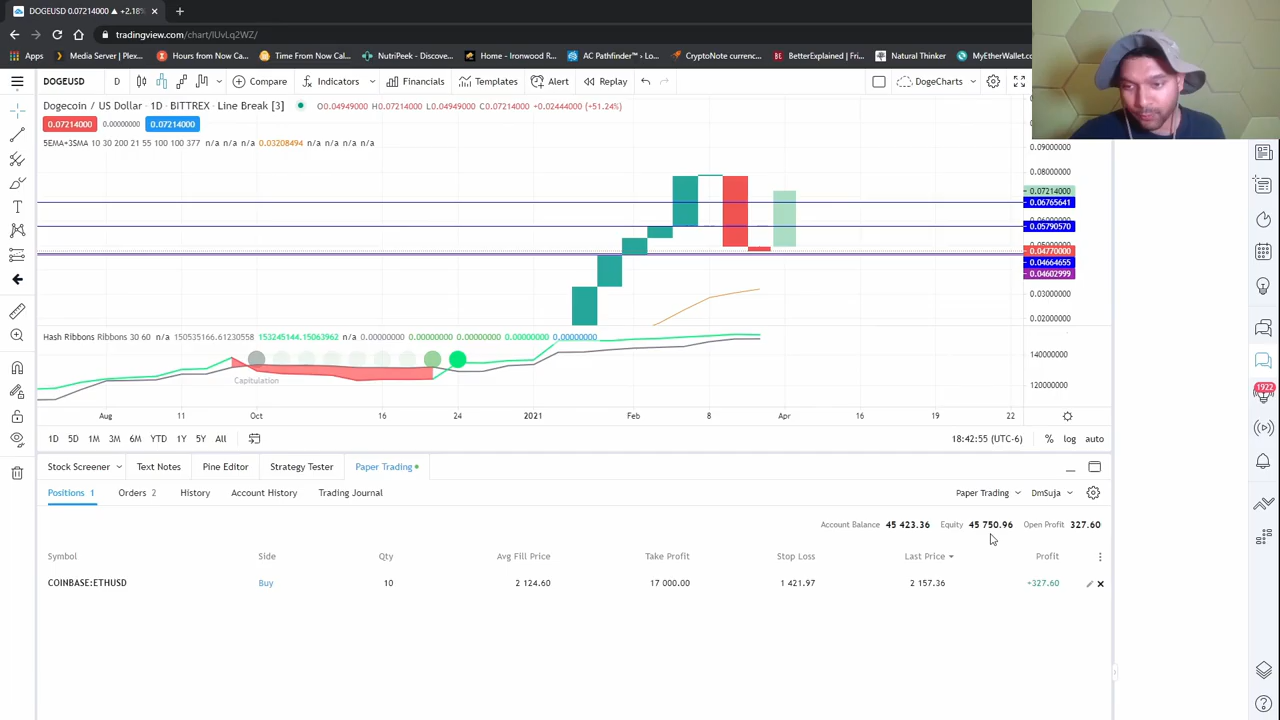 DOGEUSD 0.07214000 ▲ +2.18%
tradingview.com/chart/IUvLq2WZ/
Apps Media Server | Plex... Hours from Now Cal... Time From Now Cal... NutriPeek - Discove... Home - Ironwood R... AC Pathfinder™ › Lo... CryptoNote currenc... BetterExplained | Fi... Natural Thinker MyEtherWallet.co
DOGEUSD D Compare Indicators Financials Templates Alert Replay DogeCharts
Dogecoin / US Dollar · 1D · BITTREX · Line Break [3] O0.04949000 H0.07214000 L0.04949000 C0.07214000 +0.02444000 (+51.24%)
0.07214000 0.00000000 0.07214000
5EMA+3SMA 10 30 200 21 55 100 100 377 n/a n/a n/a 0.03208494 n/a n/a n/a n/a
0.09000000
0.08000000
0.07214000
0.06765641
0.06000000
0.05790570
0.05000000
0.04770000
0.04664655
0.04602999
0.03000000
0.02000000
Hash Ribbons Ribbons 30 60 n/a 150535166.61230558 153245144.15063962 n/a 0.00000000 0.00000000 0.00000000 0.00000000 0.00000000
140000000
Capitulation
120000000
Aug 11 Oct 16 24 2021 Feb 8 Apr 16 19 22
1D 5D 1M 3M 6M YTD 1Y 5Y All 18:42:55 (UTC-6) % log auto
1922
Stock Screener Text Notes Pine Editor Strategy Tester Paper Trading
Positions 1 Orders 2 History Account History Trading Journal Paper Trading DmSuja
Account Balance 45 423.36 Equity 45 750.96 Open Profit 327.60
Symbol Side Qty Avg Fill Price Take Profit Stop Loss Last Price Profit
COINBASE:ETHUSD Buy 10 2 124.60 17 000.00 1 421.97 2 157.36 +327.60